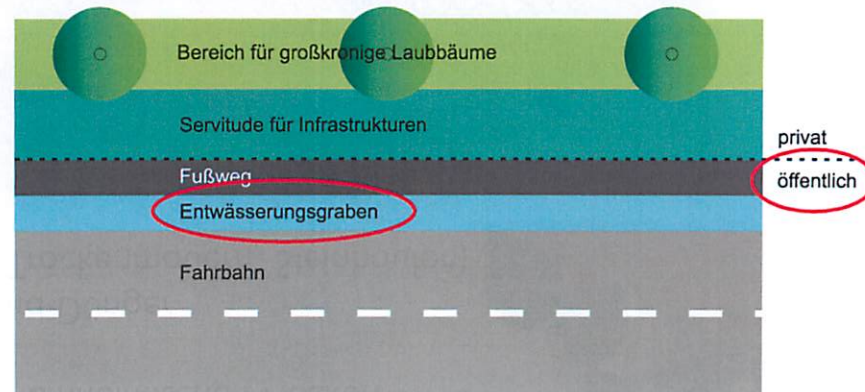 Bereich für großkronige Laubbäume
Servitude für Infrastrukturen
privat
Fußweg
öffentlich
Entwässerungsgraben
Fahrbahn